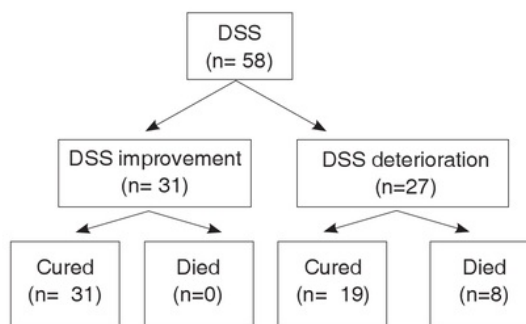 DSS
(n= 58)
DSS improvement
(n= 31)
DSS deterioration
(n=27)
Cured
(n=  31)
Died
(n=0)
Cured
(n=  19)
Died
(n=8)